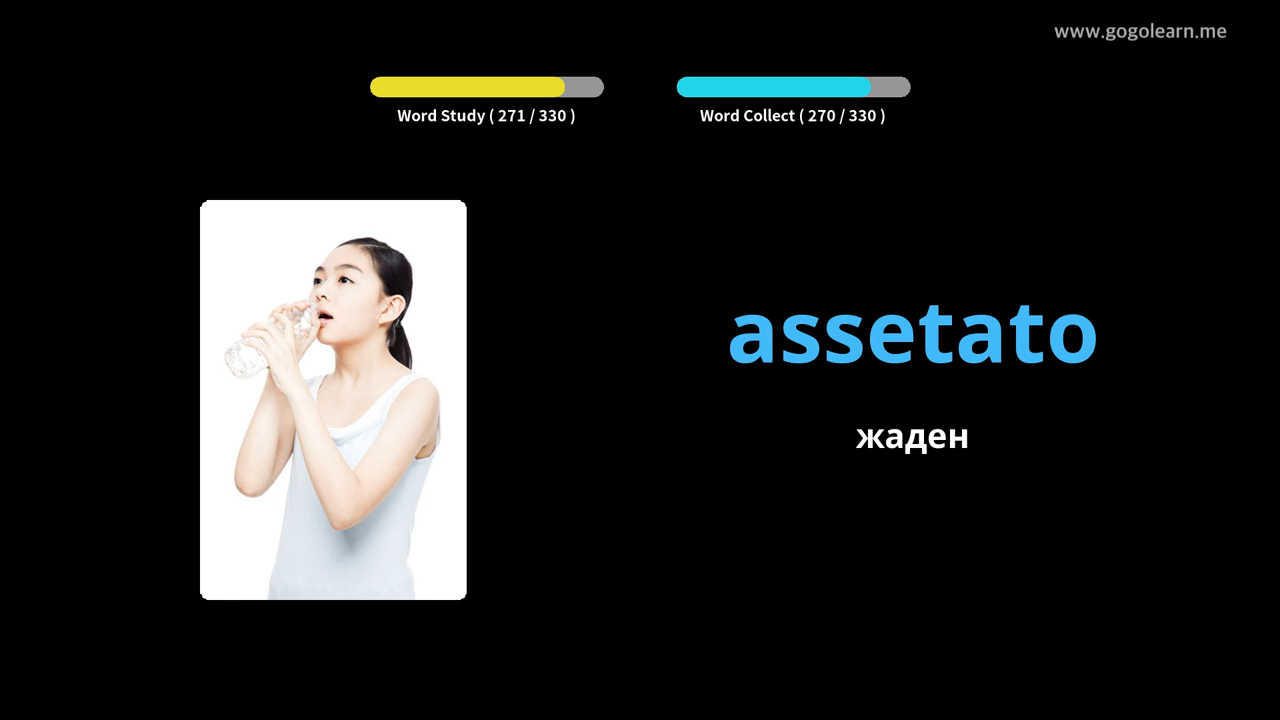 www.gogolearn.me
Word Study ( 271 / 330 )
Word Collect ( 270 / 330 )
assetato
жаден